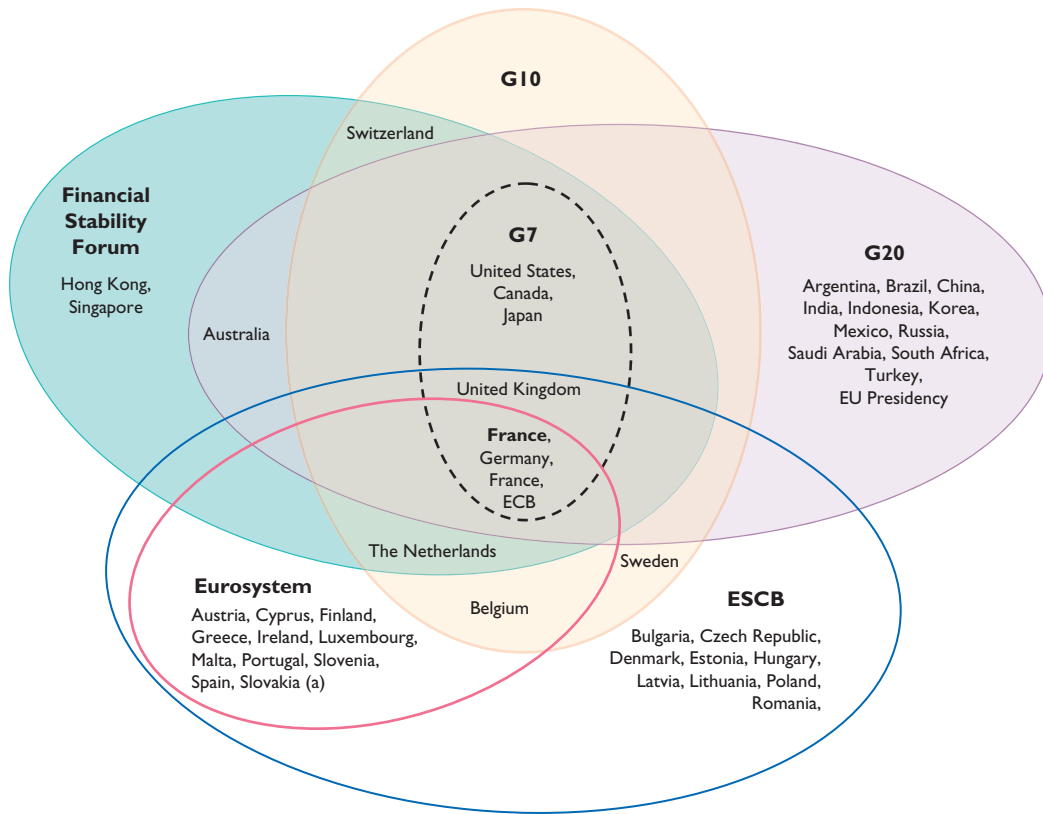 G10
Switzerland
Financial
Stability
Forum
Hong Kong,
Singapore
G7
United States,
Canada,
Japan
G20
Argentina, Brazil, China,
India, Indonesia, Korea,
Mexico, Russia,
Saudi Arabia, South Africa,
Turkey,
EU Presidency
Australia
United Kingdom
France,
Germany,
France,
ECB
The Netherlands
Sweden
Eurosystem
Austria, Cyprus, Finland,
Greece, Ireland, Luxembourg,
Malta, Portugal, Slovenia,
Spain, Slovakia (a)
Belgium
ESCB
Bulgaria, Czech Republic,
Denmark, Estonia, Hungary,
Latvia, Lithuania, Poland,
Romania,